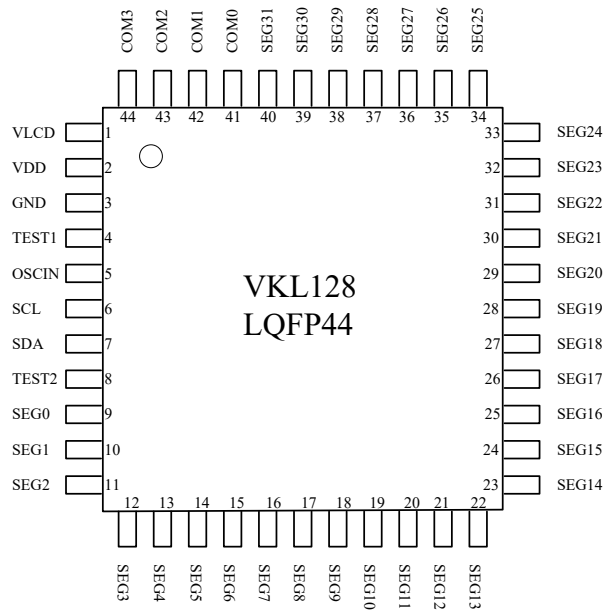 COM3 COM2 COM1 COM0 SEG31 SEG30 SEG29 SEG28 SEG27 SEG26 SEG25
44 43 42 41 40 39 38 37 36 35 34
VLCD 1 33 SEG24
VDD 2 32 SEG23
GND 3 31 SEG22
TEST1 4 30 SEG21
OSCIN 5 29 SEG20
VKL128
SCL 6 28 SEG19
LQFP44
SDA 7 27 SEG18
TEST2 8 26 SEG17
SEG0 9 25 SEG16
SEG1 10 24 SEG15
SEG2 11 23 SEG14
12 13 14 15 16 17 18 19 20 21 22
SEG3 SEG4 SEG5 SEG6 SEG7 SEG8 SEG9 SEG10 SEG11 SEG12 SEG13